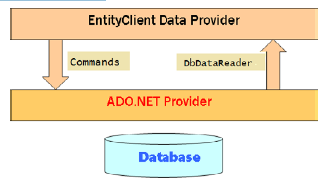 EntityClient Data Provider
Commands
DbDataReader
ADO.NET Provider
Database